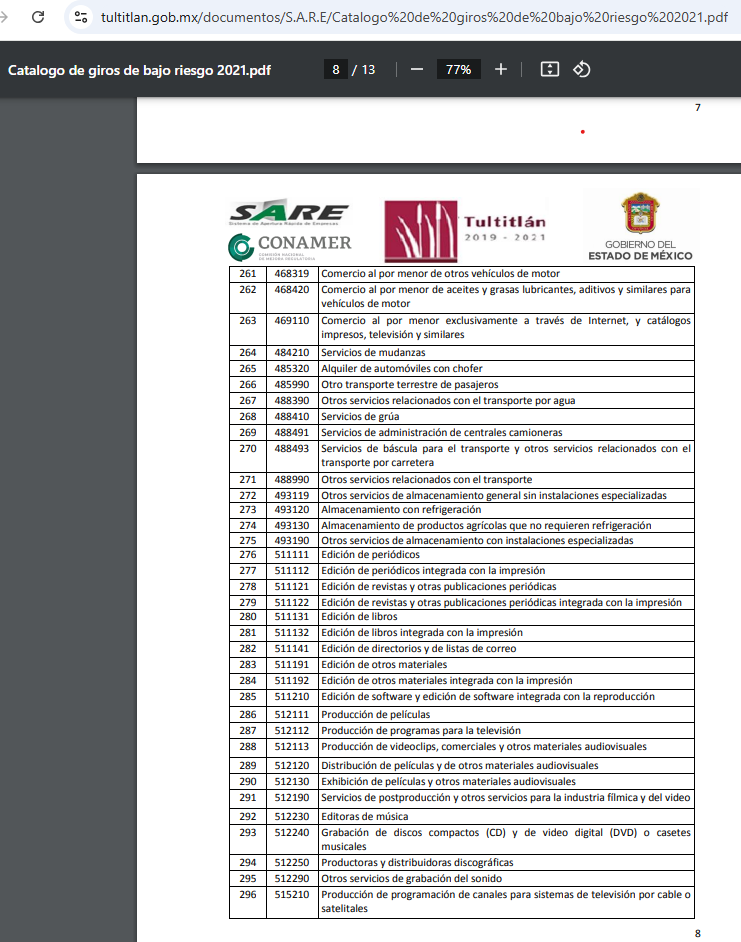 tultitlan.gob.mx/documentos/S.A.R.E/Catalogo%20de%20giros%20de%20bajo%20riesgo%202021.pdf
Catalogo de giros de bajo riesgo 2021.pdf 8 / 13 77%
7
SARE
Sistema de Apertura Rápida de Empresas
CONAMER
COMISIÓN NACIONAL
DE MEJORA REGULATORIA
Tultitlán
2019 - 2021
GOBIERNO DEL
ESTADO DE MÉXICO
261 468319 Comercio al por menor de otros vehículos de motor
262 468420 Comercio al por menor de aceites y grasas lubricantes, aditivos y similares para
vehículos de motor
263 469110 Comercio al por menor exclusivamente a través de Internet, y catálogos
impresos, televisión y similares
264 484210 Servicios de mudanzas
265 485320 Alquiler de automóviles con chofer
266 485990 Otro transporte terrestre de pasajeros
267 488390 Otros servicios relacionados con el transporte por agua
268 488410 Servicios de grúa
269 488491 Servicios de administración de centrales camioneras
270 488493 Servicios de báscula para el transporte y otros servicios relacionados con el
transporte por carretera
271 488990 Otros servicios relacionados con el transporte
272 493119 Otros servicios de almacenamiento general sin instalaciones especializadas
273 493120 Almacenamiento con refrigeración
274 493130 Almacenamiento de productos agrícolas que no requieren refrigeración
275 493190 Otros servicios de almacenamiento con instalaciones especializadas
276 511111 Edición de periódicos
277 511112 Edición de periódicos integrada con la impresión
278 511121 Edición de revistas y otras publicaciones periódicas
279 511122 Edición de revistas y otras publicaciones periódicas integrada con la impresión
280 511131 Edición de libros
281 511132 Edición de libros integrada con la impresión
282 511141 Edición de directorios y de listas de correo
283 511191 Edición de otros materiales
284 511192 Edición de otros materiales integrada con la impresión
285 511210 Edición de software y edición de software integrada con la reproducción
286 512111 Producción de películas
287 512112 Producción de programas para la televisión
288 512113 Producción de videoclips, comerciales y otros materiales audiovisuales
289 512120 Distribución de películas y de otros materiales audiovisuales
290 512130 Exhibición de películas y otros materiales audiovisuales
291 512190 Servicios de postproducción y otros servicios para la industria fílmica y del video
292 512230 Editoras de música
293 512240 Grabación de discos compactos (CD) y de video digital (DVD) o casetes
musicales
294 512250 Productoras y distribuidoras discográficas
295 512290 Otros servicios de grabación del sonido
296 515210 Producción de programación de canales para sistemas de televisión por cable o
satelitales
8